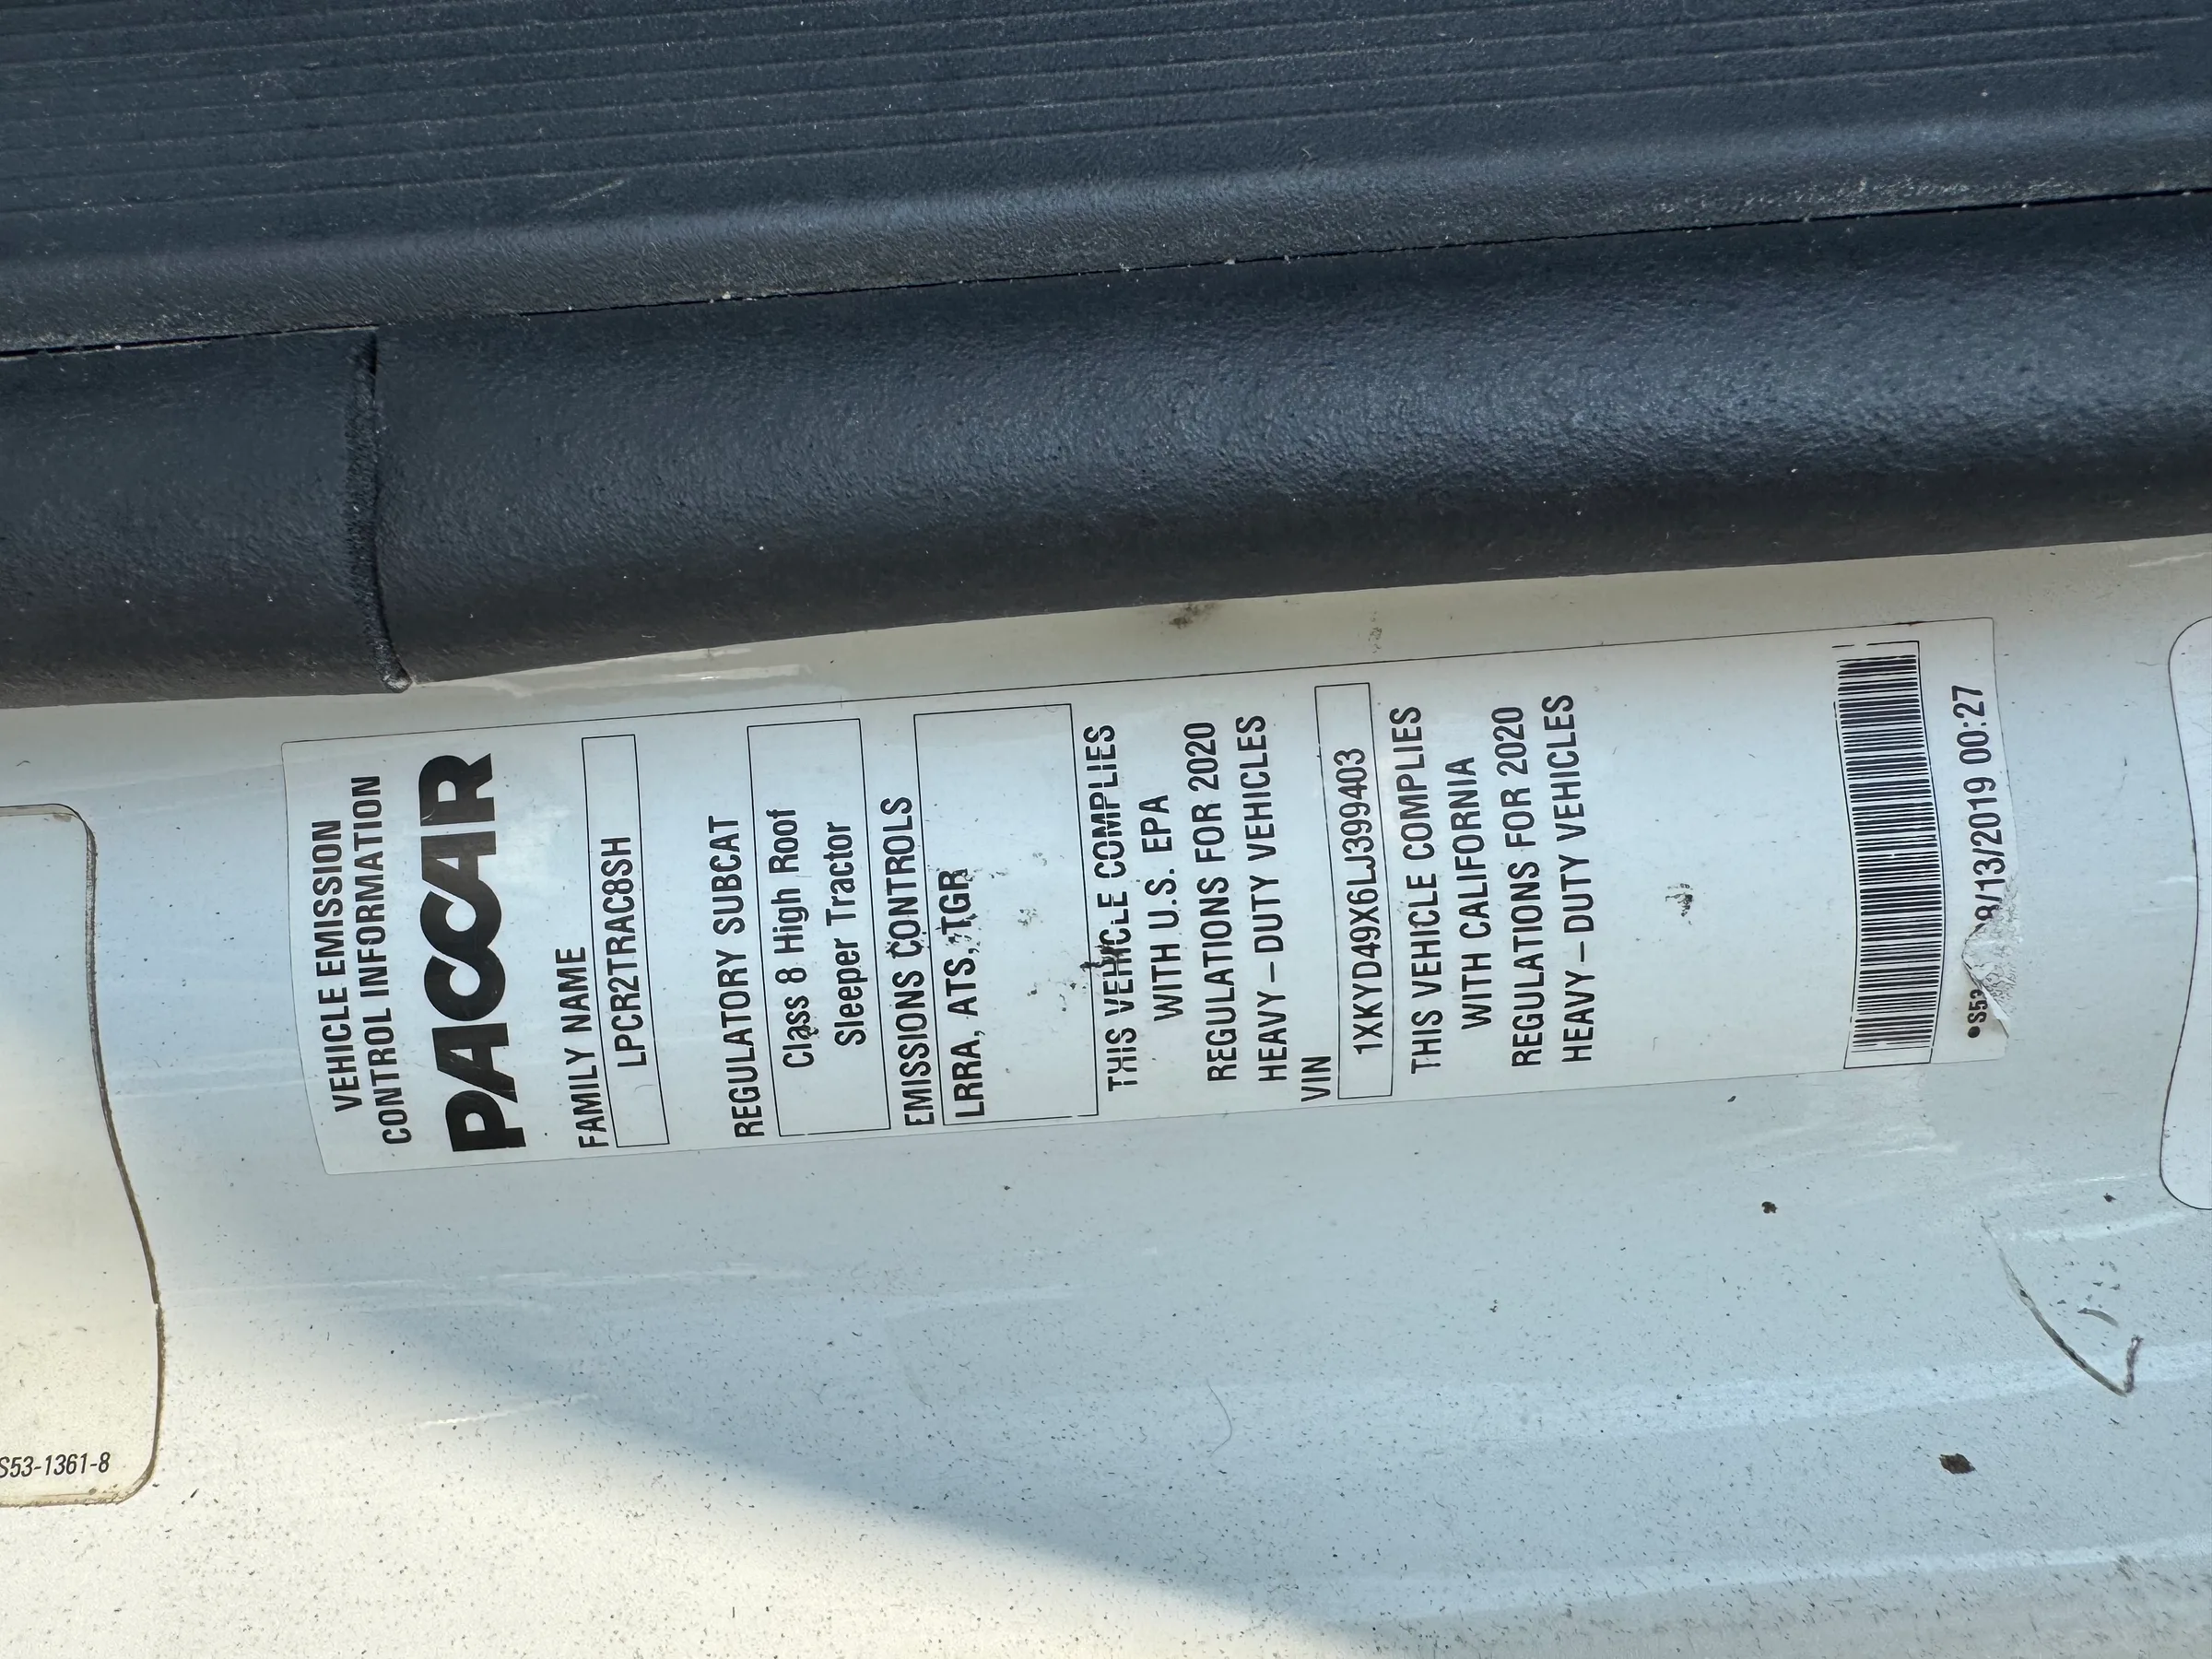 VEHICLE EMISSION
CONTROL INFORMATION
PACCAR
FAMILY NAME
LPCR2TRAC8SH
REGULATORY SUBCAT
Class 8 High Roof
Sleeper Tractor
EMISSIONS CONTROLS
LRRA, ATS, TGR
THIS VEHICLE COMPLIES
WITH U.S. EPA
REGULATIONS FOR 2020
HEAVY-DUTY VEHICLES
VIN
1XKYD49X6LJ399403
THIS VEHICLE COMPLIES
WITH CALIFORNIA
REGULATIONS FOR 2020
HEAVY-DUTY VEHICLES
•S53 8/13/2019 00:27
S53-1361-8